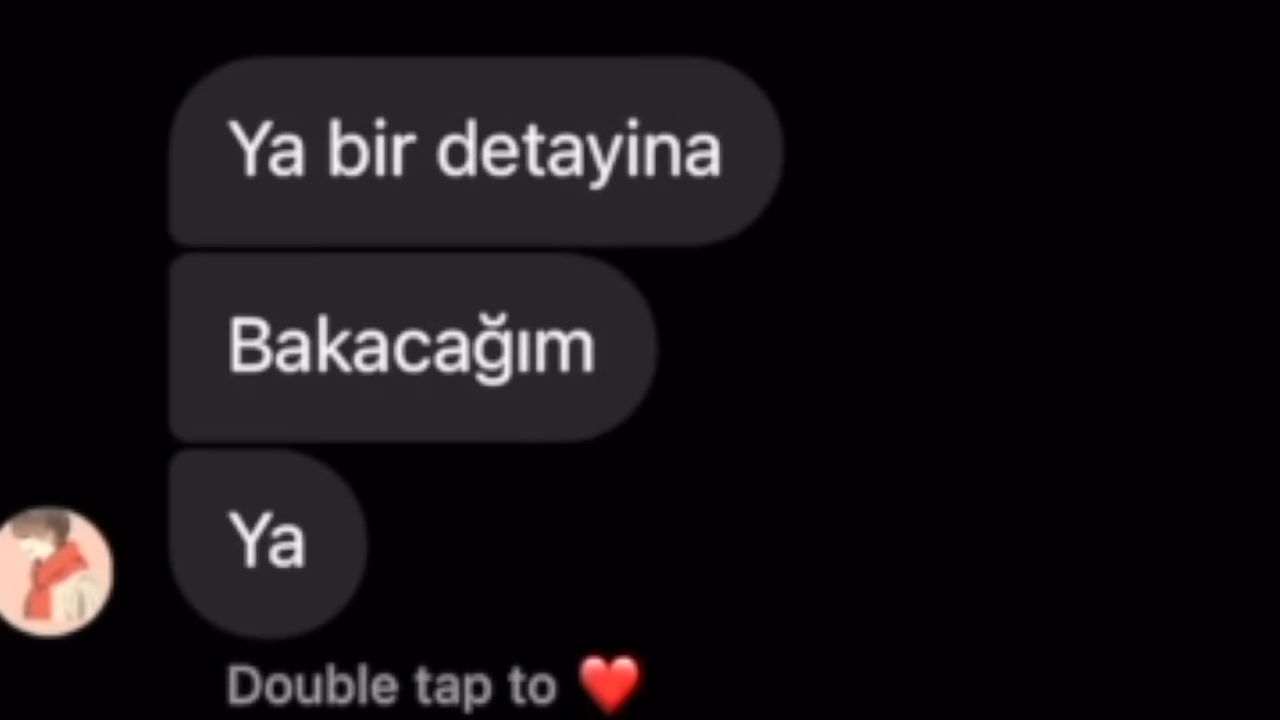 Ya bir detayina
Bakacağım
Ya
Double tap to ❤️